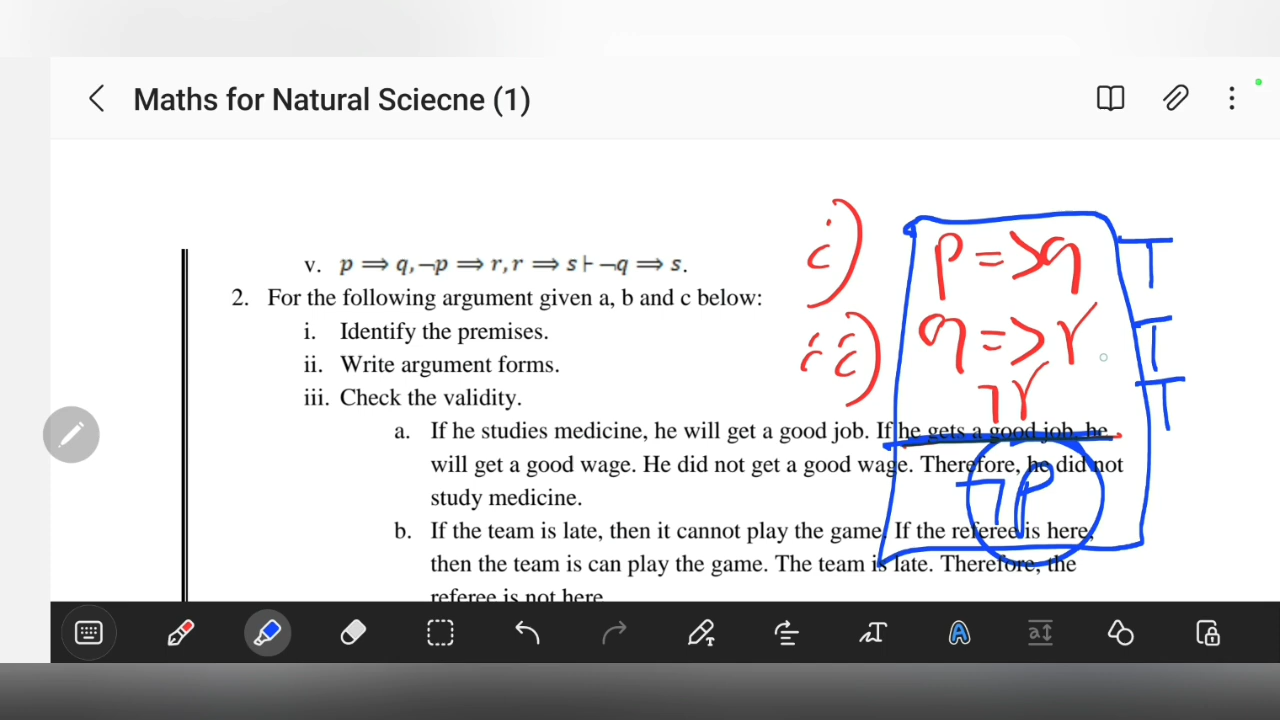 Maths for Natural Sciecne (1)
v. p ⟹ q, ¬p ⟹ r, r ⟹ s ⊢ ¬q ⟹ s.
2. For the following argument given a, b and c below:
i. Identify the premises.
ii. Write argument forms.
iii. Check the validity.
a. If he studies medicine, he will get a good job. If he gets a good job, he
will get a good wage. He did not get a good wage. Therefore, he did not
study medicine.
b. If the team is late, then it cannot play the game. If the referee is here,
then the team is can play the game. The team is late. Therefore, the
referee is not here
i) p => q T
ii) q => r T
¬r T
¬p